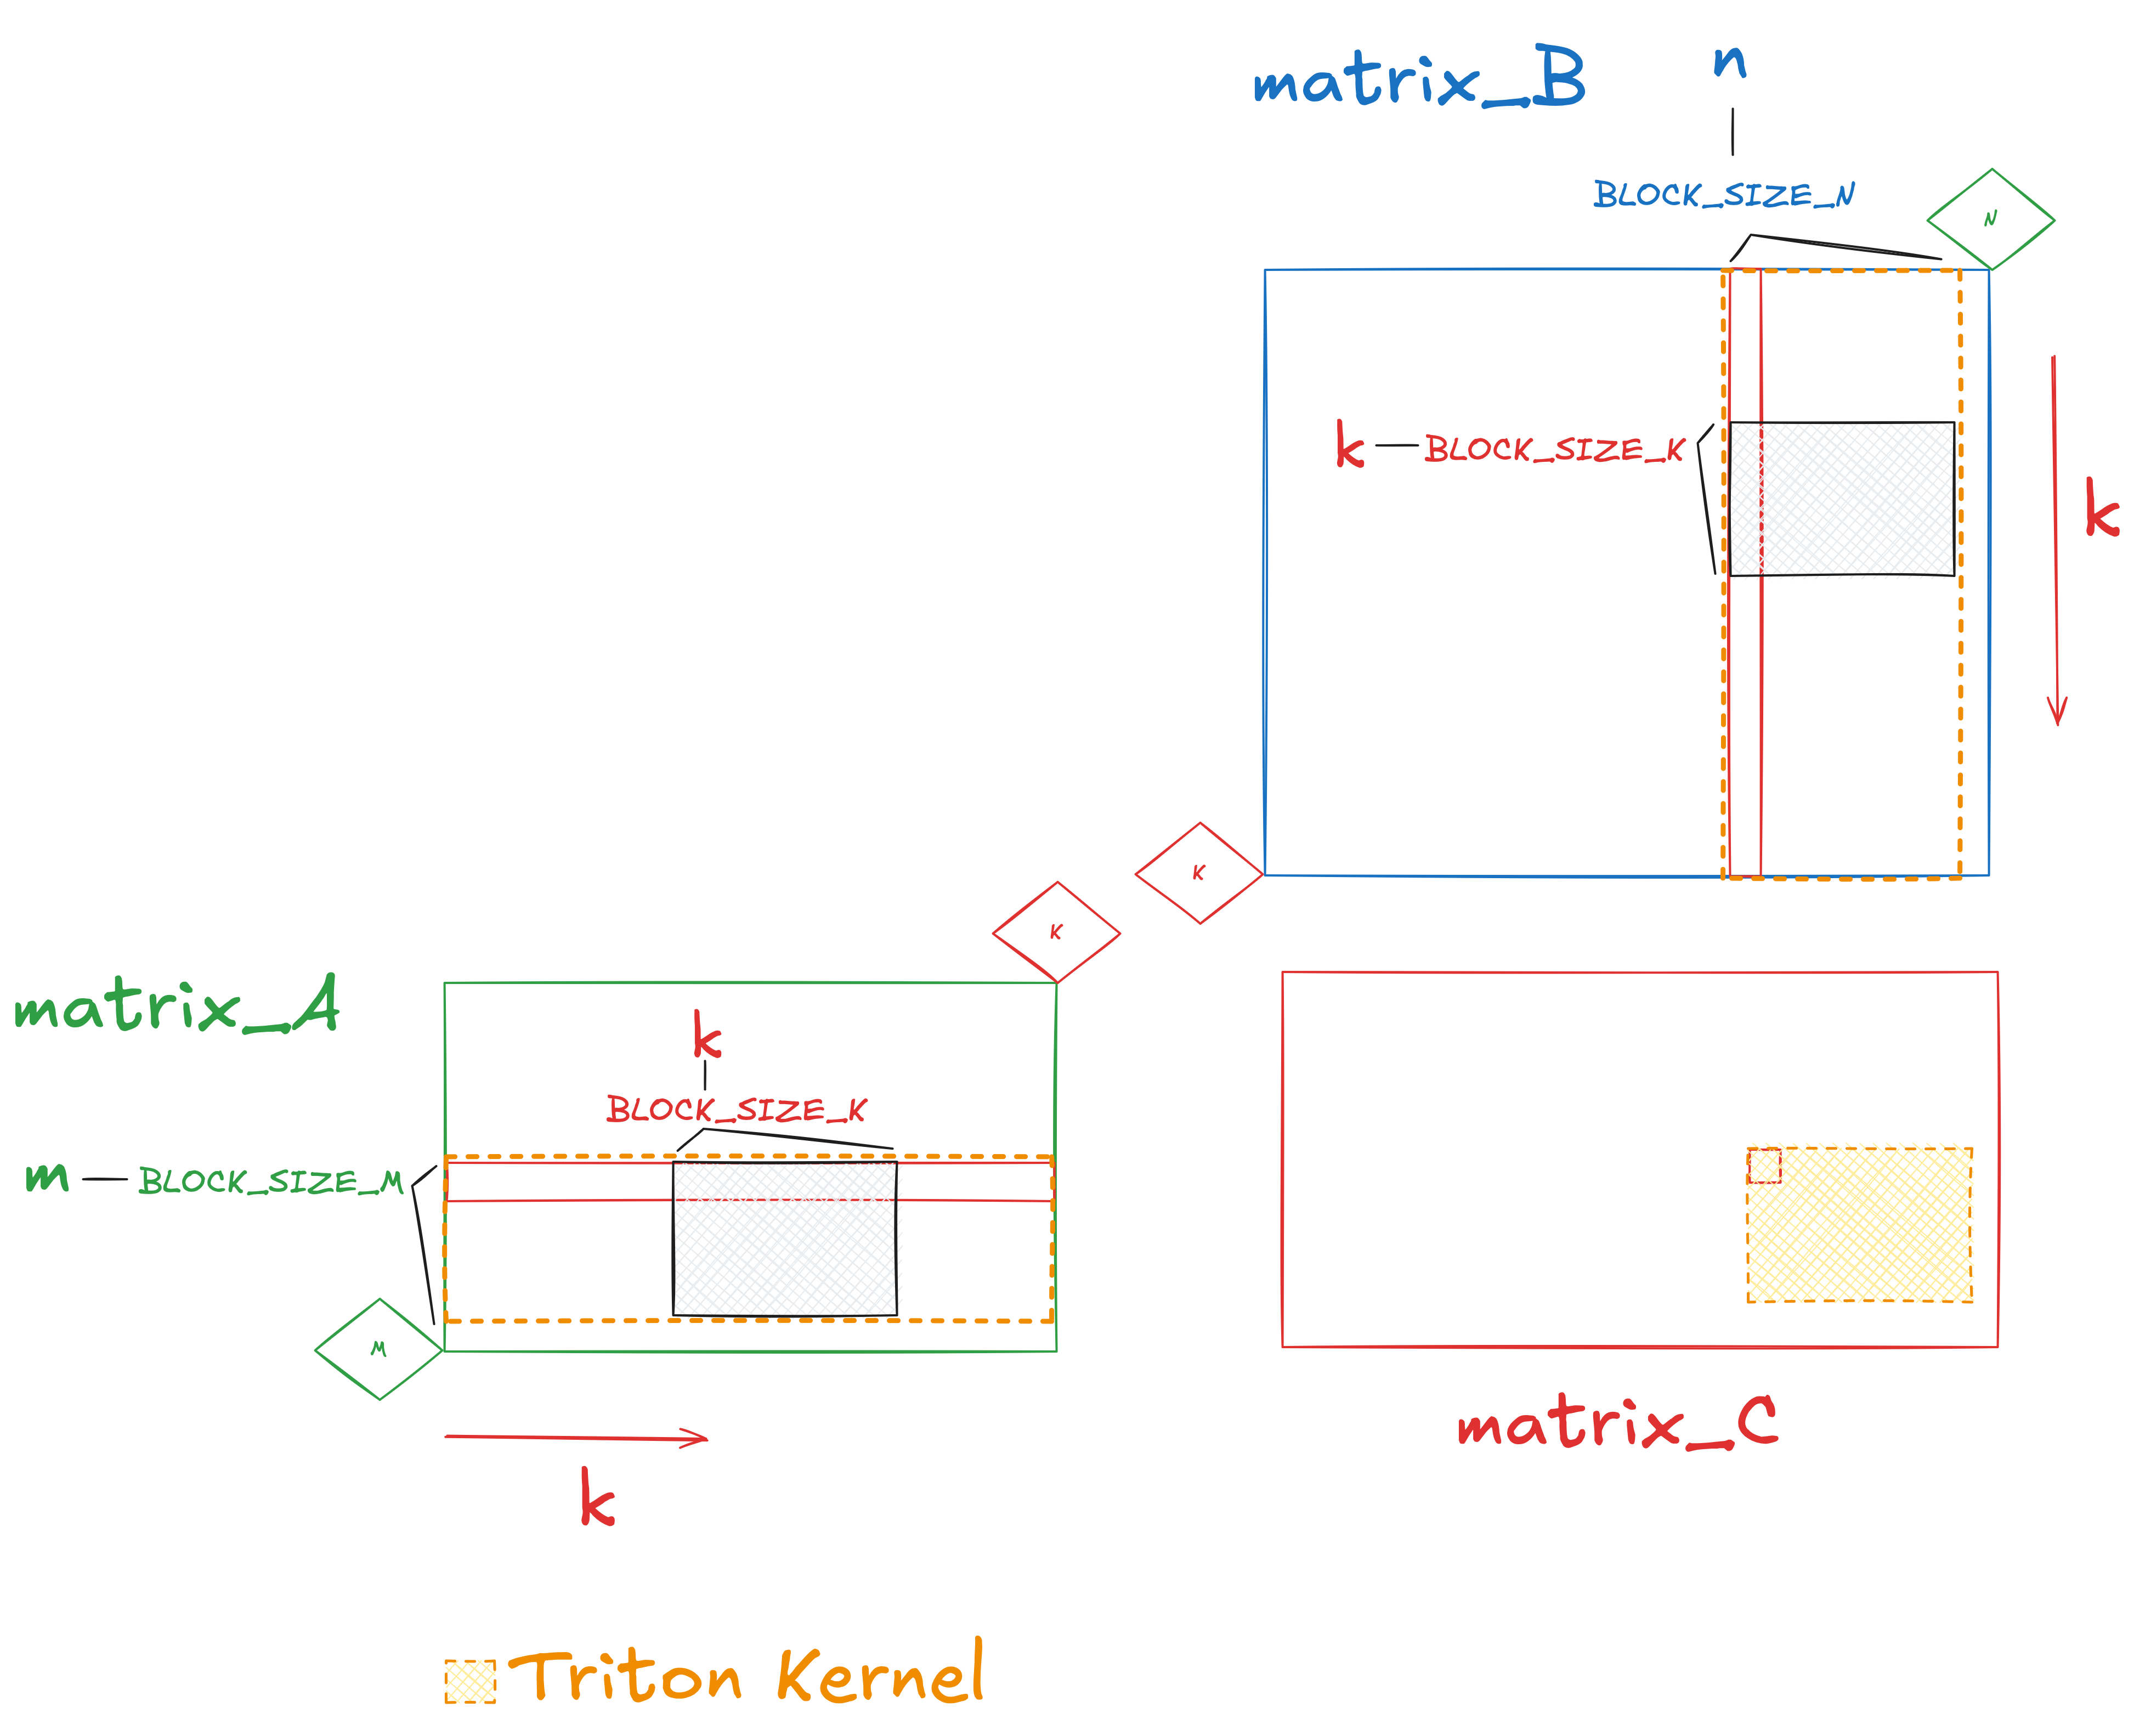 matrix_B
n
BLOCK_SIZE_N
N
k
BLOCK_SIZE_K
k
K
K
matrix_A
k
BLOCK_SIZE_K
m
BLOCK_SIZE_M
M
k
matrix_C
Triton Kernel